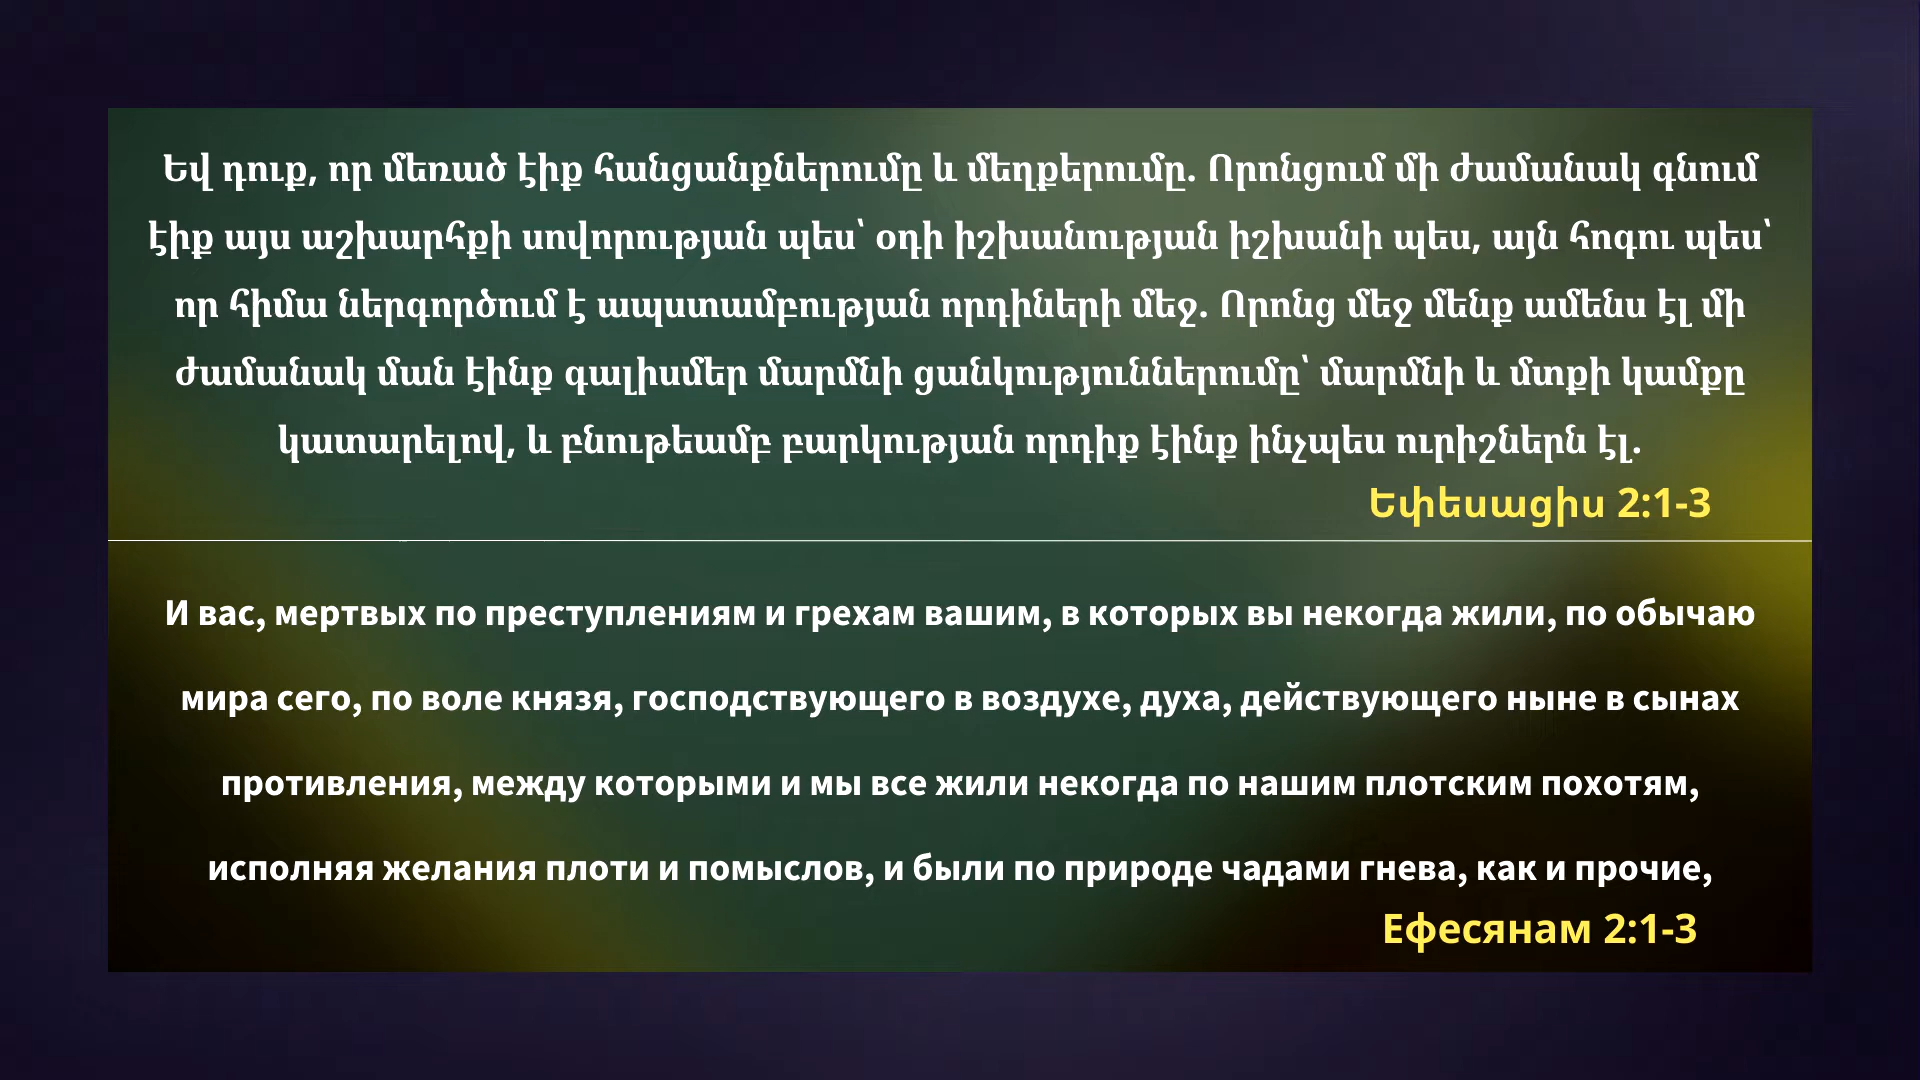 Եվ դուք, որ մեռած էիք հանցանքներումը և մեղքերումը. Որոնցում մի ժամանակ գնում
էիք այս աշխարհքի սովորության պես՝ օդի իշխանության իշխանի պես, այն հոգու պես՝
որ հիմա ներգործում է ապստամբության որդիների մեջ. Որոնց մեջ մենք ամենս էլ մի
ժամանակ ման էինք գալիսմեր մարմնի ցանկություններումը՝ մարմնի և մտքի կամքը
կատարելով, և բնութեամբ բարկության որդիք էինք ինչպես ուրիշներն էլ.
Եփեսացիս 2:1-3
И вас, мертвых по преступлениям и грехам вашим, в которых вы некогда жили, по обычаю
мира сего, по воле князя, господствующего в воздухе, духа, действующего ныне в сынах
противления, между которыми и мы все жили некогда по нашим плотским похотям,
исполняя желания плоти и помыслов, и были по природе чадами гнева, как и прочие,
Ефесянам 2:1-3